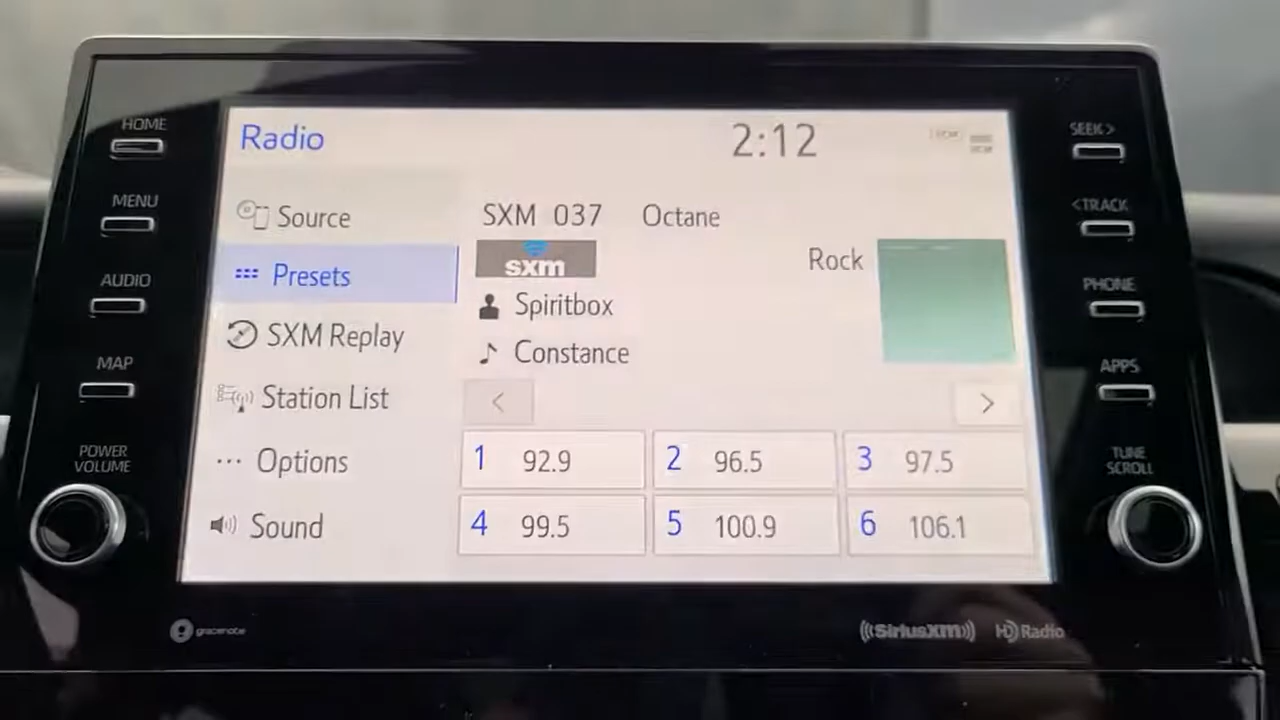 HOME
MENU
AUDIO
MAP
POWER
VOLUME
Radio
2:12
Source
Presets
SXM Replay
Station List
Options
Sound
SXM 037 Octane
sxm
Rock
Spiritbox
Constance
<
>
1 92.9
2 96.5
3 97.5
4 99.5
5 100.9
6 106.1
SEEK >
< TRACK
PHONE
APPS
TUNE
SCROLL
gracenote
SiriusXM
HD Radio